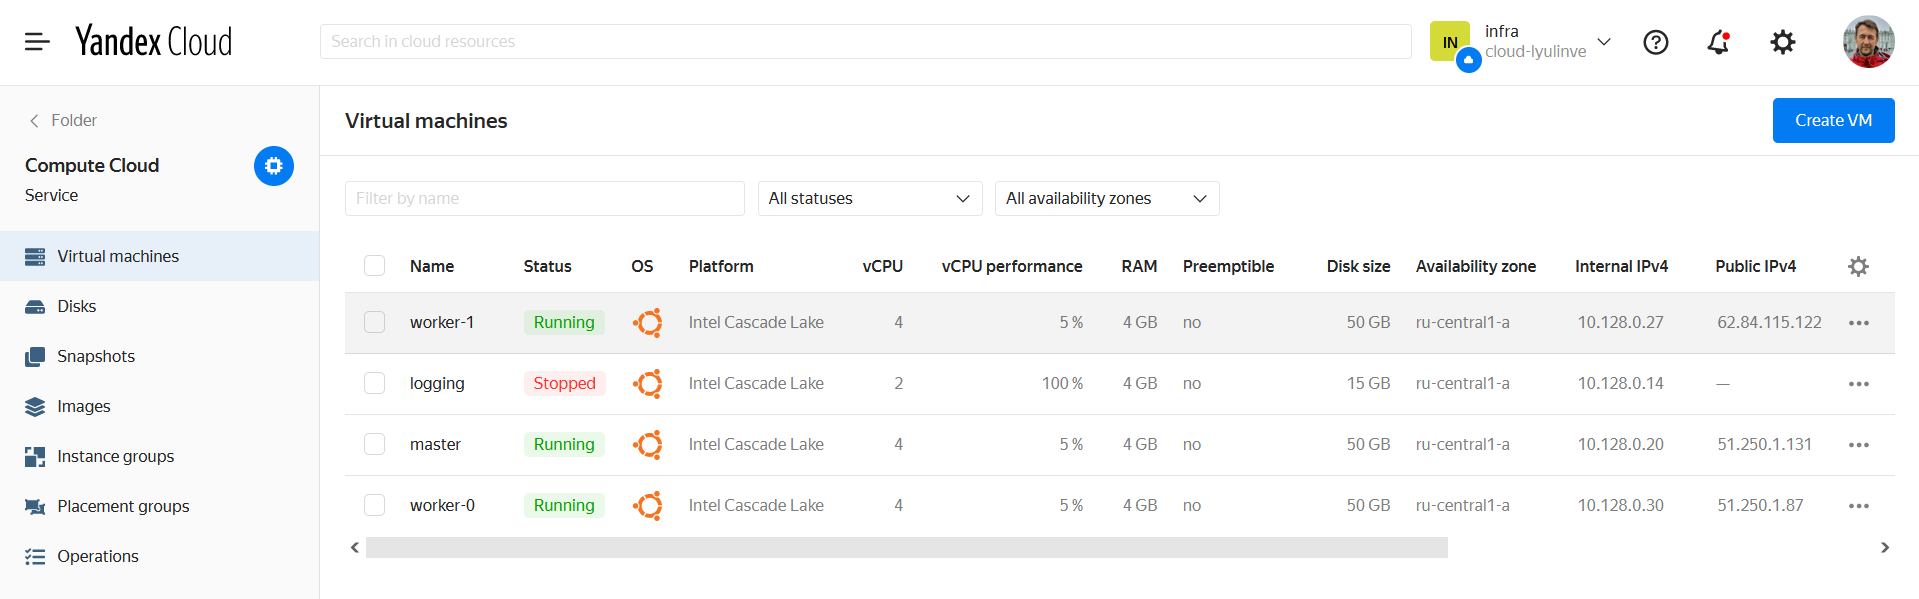 Yandex Cloud
Search in cloud resources
IN
infra
cloud-lyulinve
Folder
Compute Cloud
Service
Virtual machines
Disks
Snapshots
Images
Instance groups
Placement groups
Operations
Virtual machines
Create VM
Filter by name
All statuses
All availability zones
Name Status OS Platform vCPU vCPU performance RAM Preemptible Disk size Availability zone Internal IPv4 Public IPv4
worker-1 Running Intel Cascade Lake 4 5 % 4 GB no 50 GB ru-central1-a 10.128.0.27 62.84.115.122
logging Stopped Intel Cascade Lake 2 100 % 4 GB no 15 GB ru-central1-a 10.128.0.14 —
master Running Intel Cascade Lake 4 5 % 4 GB no 50 GB ru-central1-a 10.128.0.20 51.250.1.131
worker-0 Running Intel Cascade Lake 4 5 % 4 GB no 50 GB ru-central1-a 10.128.0.30 51.250.1.87